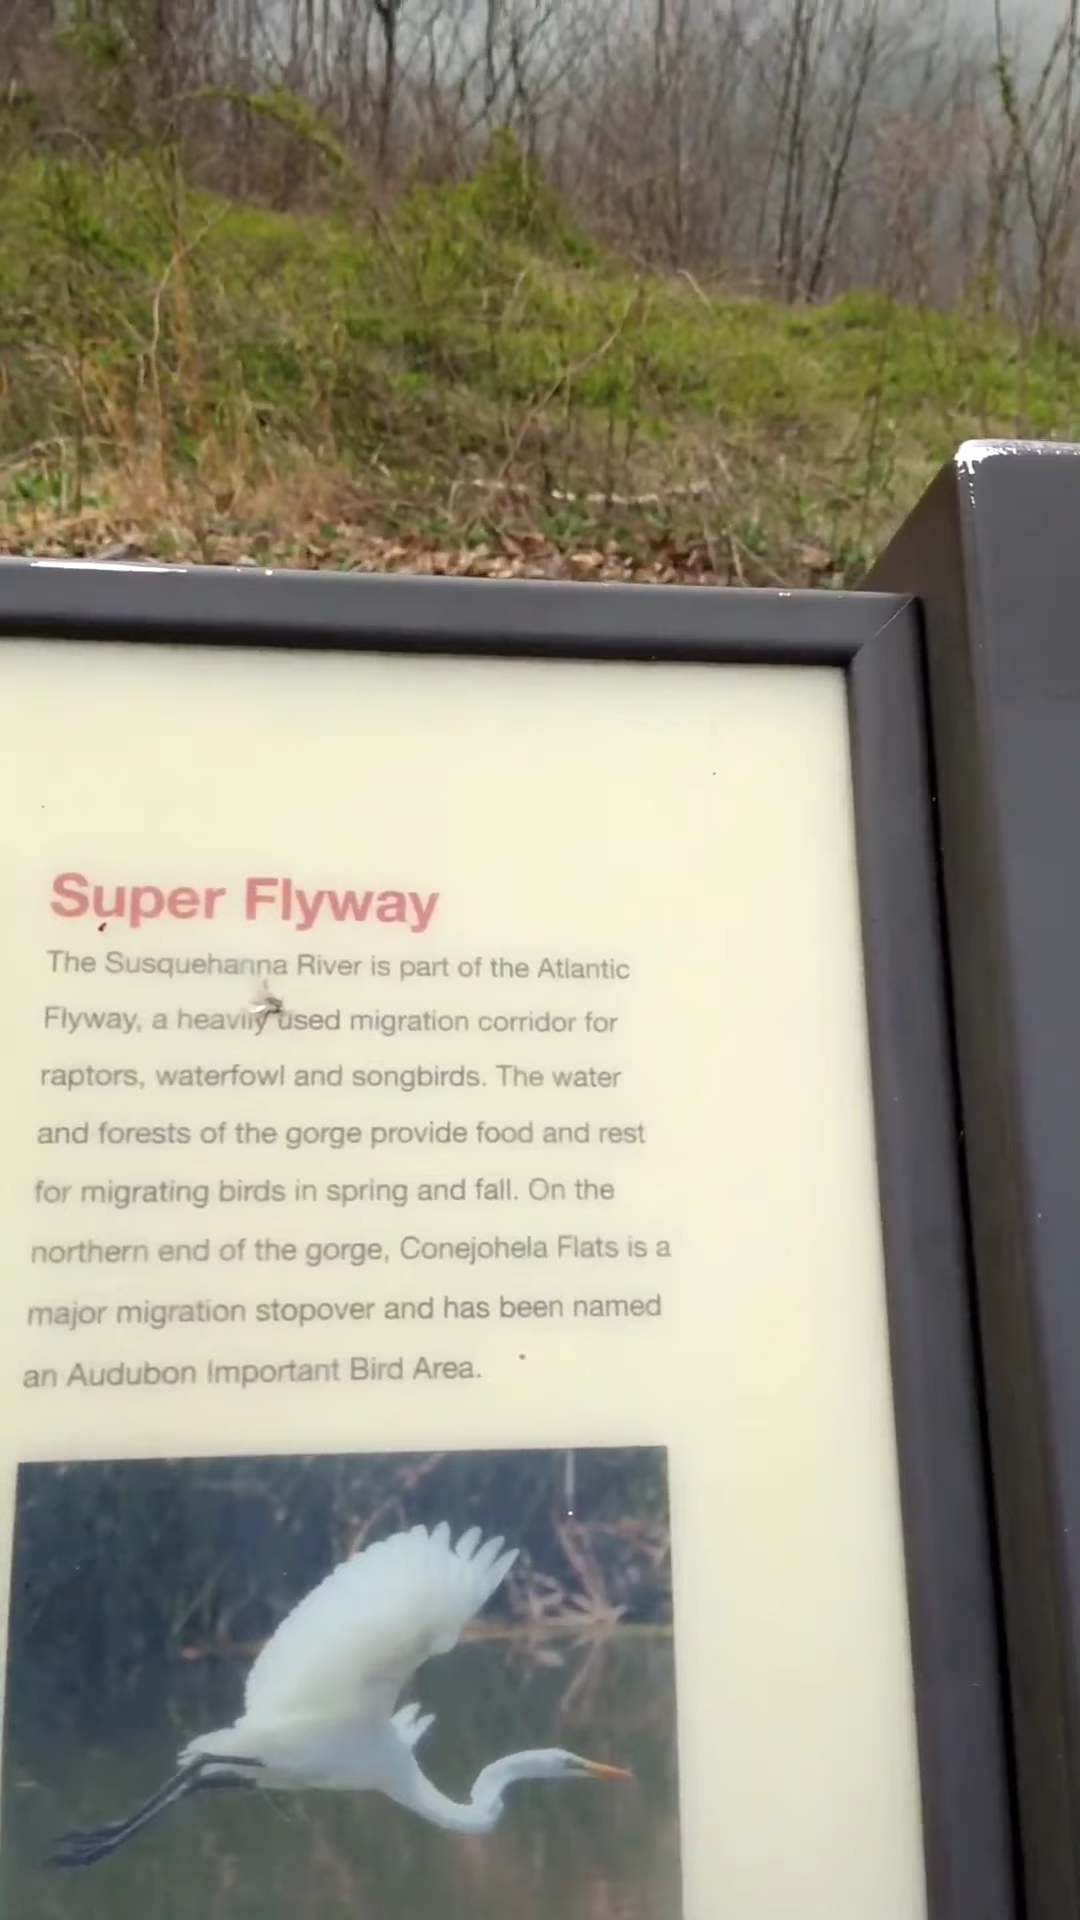 Super Flyway
The Susquehanna River is part of the Atlantic
Flyway, a heavily used migration corridor for
raptors, waterfowl and songbirds. The water
and forests of the gorge provide food and rest
for migrating birds in spring and fall. On the
northern end of the gorge, Conejohela Flats is a
major migration stopover and has been named
an Audubon Important Bird Area.